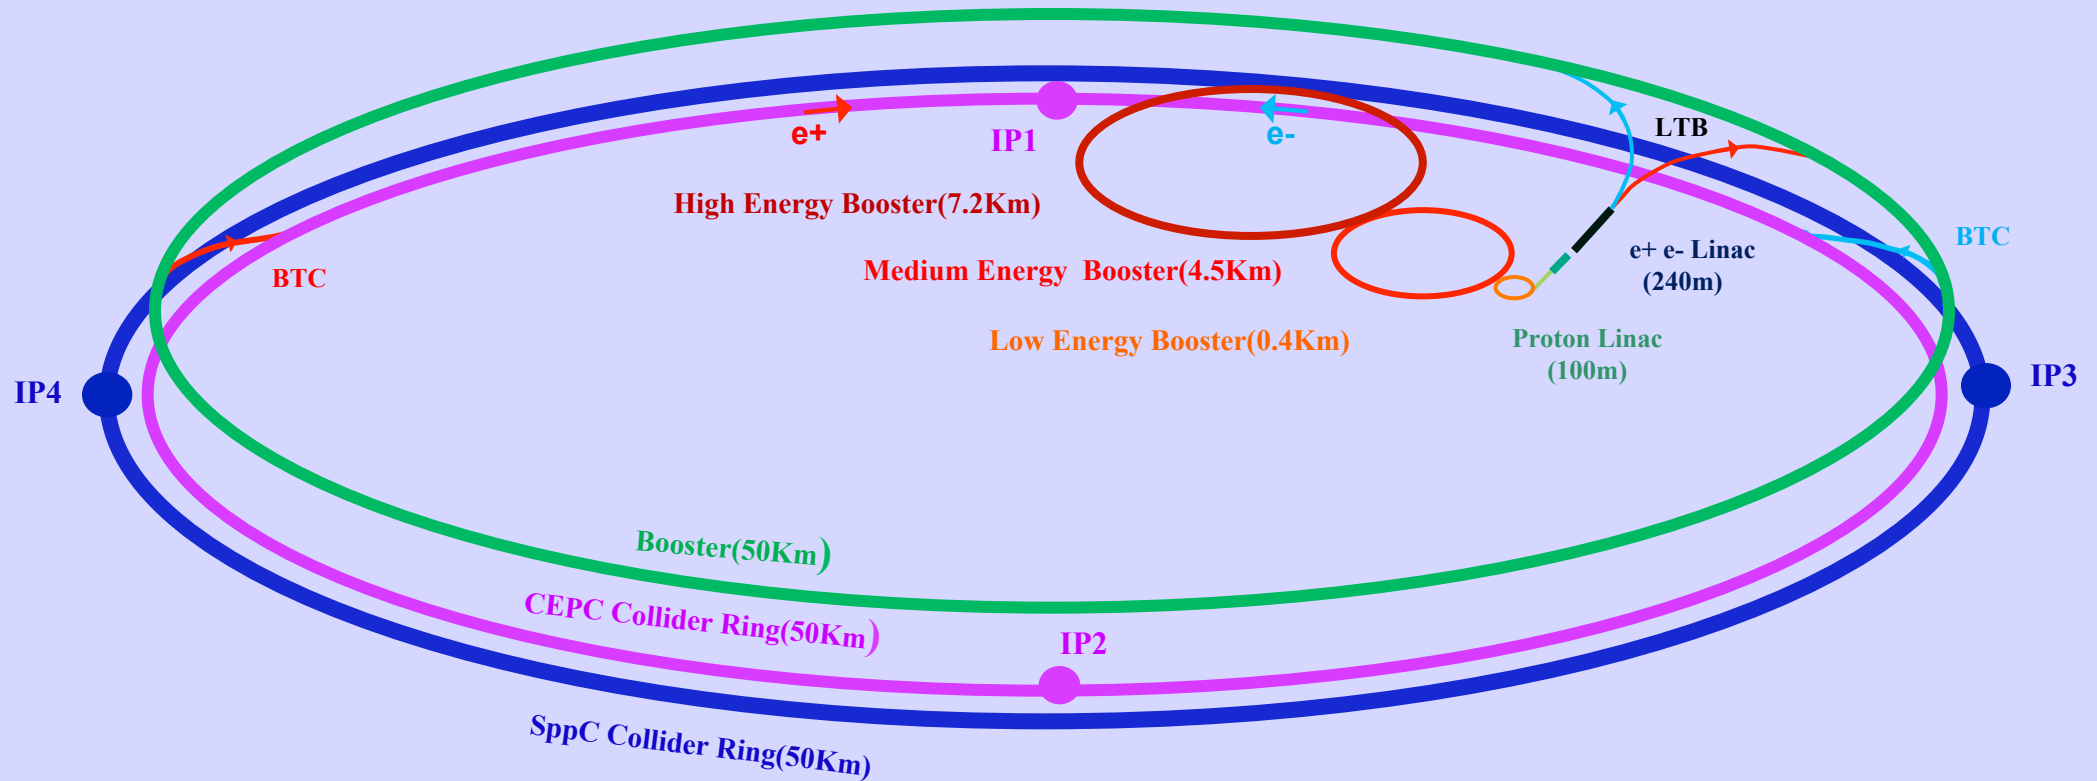 LTB
e+
e-
IP1
High Energy Booster(7.2Km)
BTC
e+ e- Linac
(240m)
BTC
Medium Energy  Booster(4.5Km)
Low Energy Booster(0.4Km)
Proton Linac
(100m)
IP4
IP3
Booster(50Km)
CEPC Collider Ring(50Km)
IP2
SppC Collider Ring(50Km)